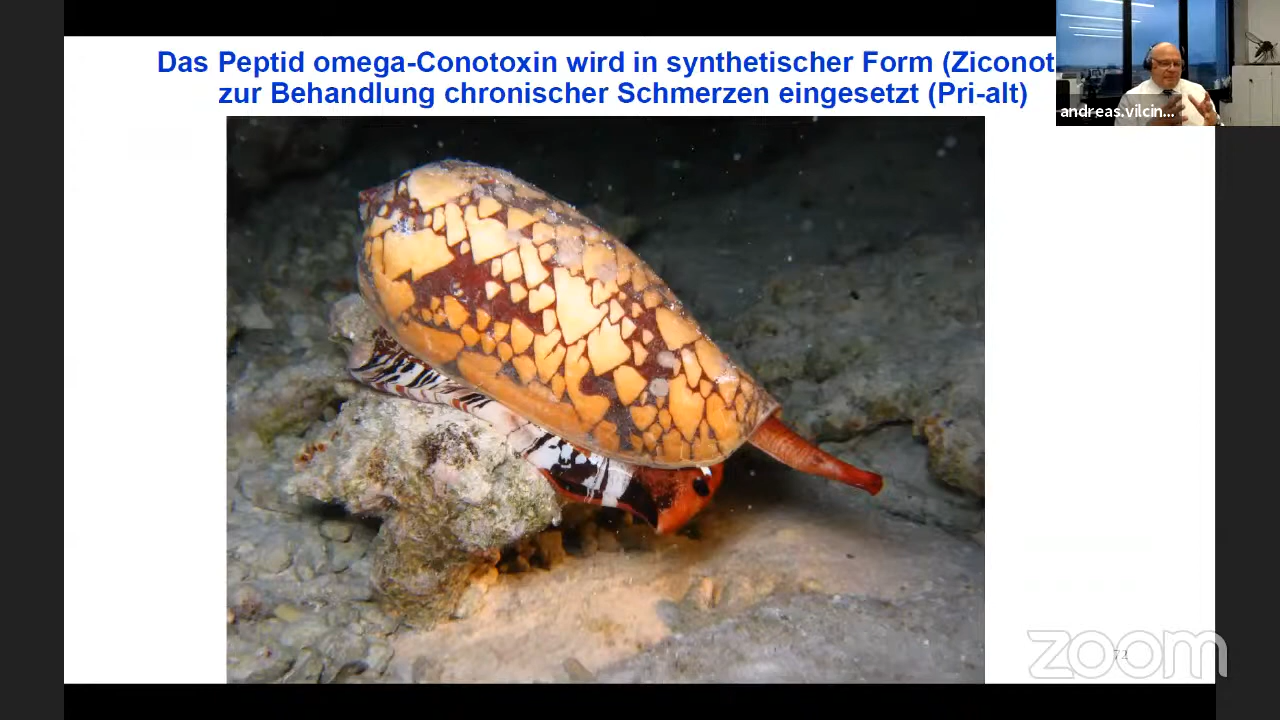 Das Peptid omega-Conotoxin wird in synthetischer Form (Ziconot
zur Behandlung chronischer Schmerzen eingesetzt (Pri-alt)
andreas.vilcin...
zoom
72